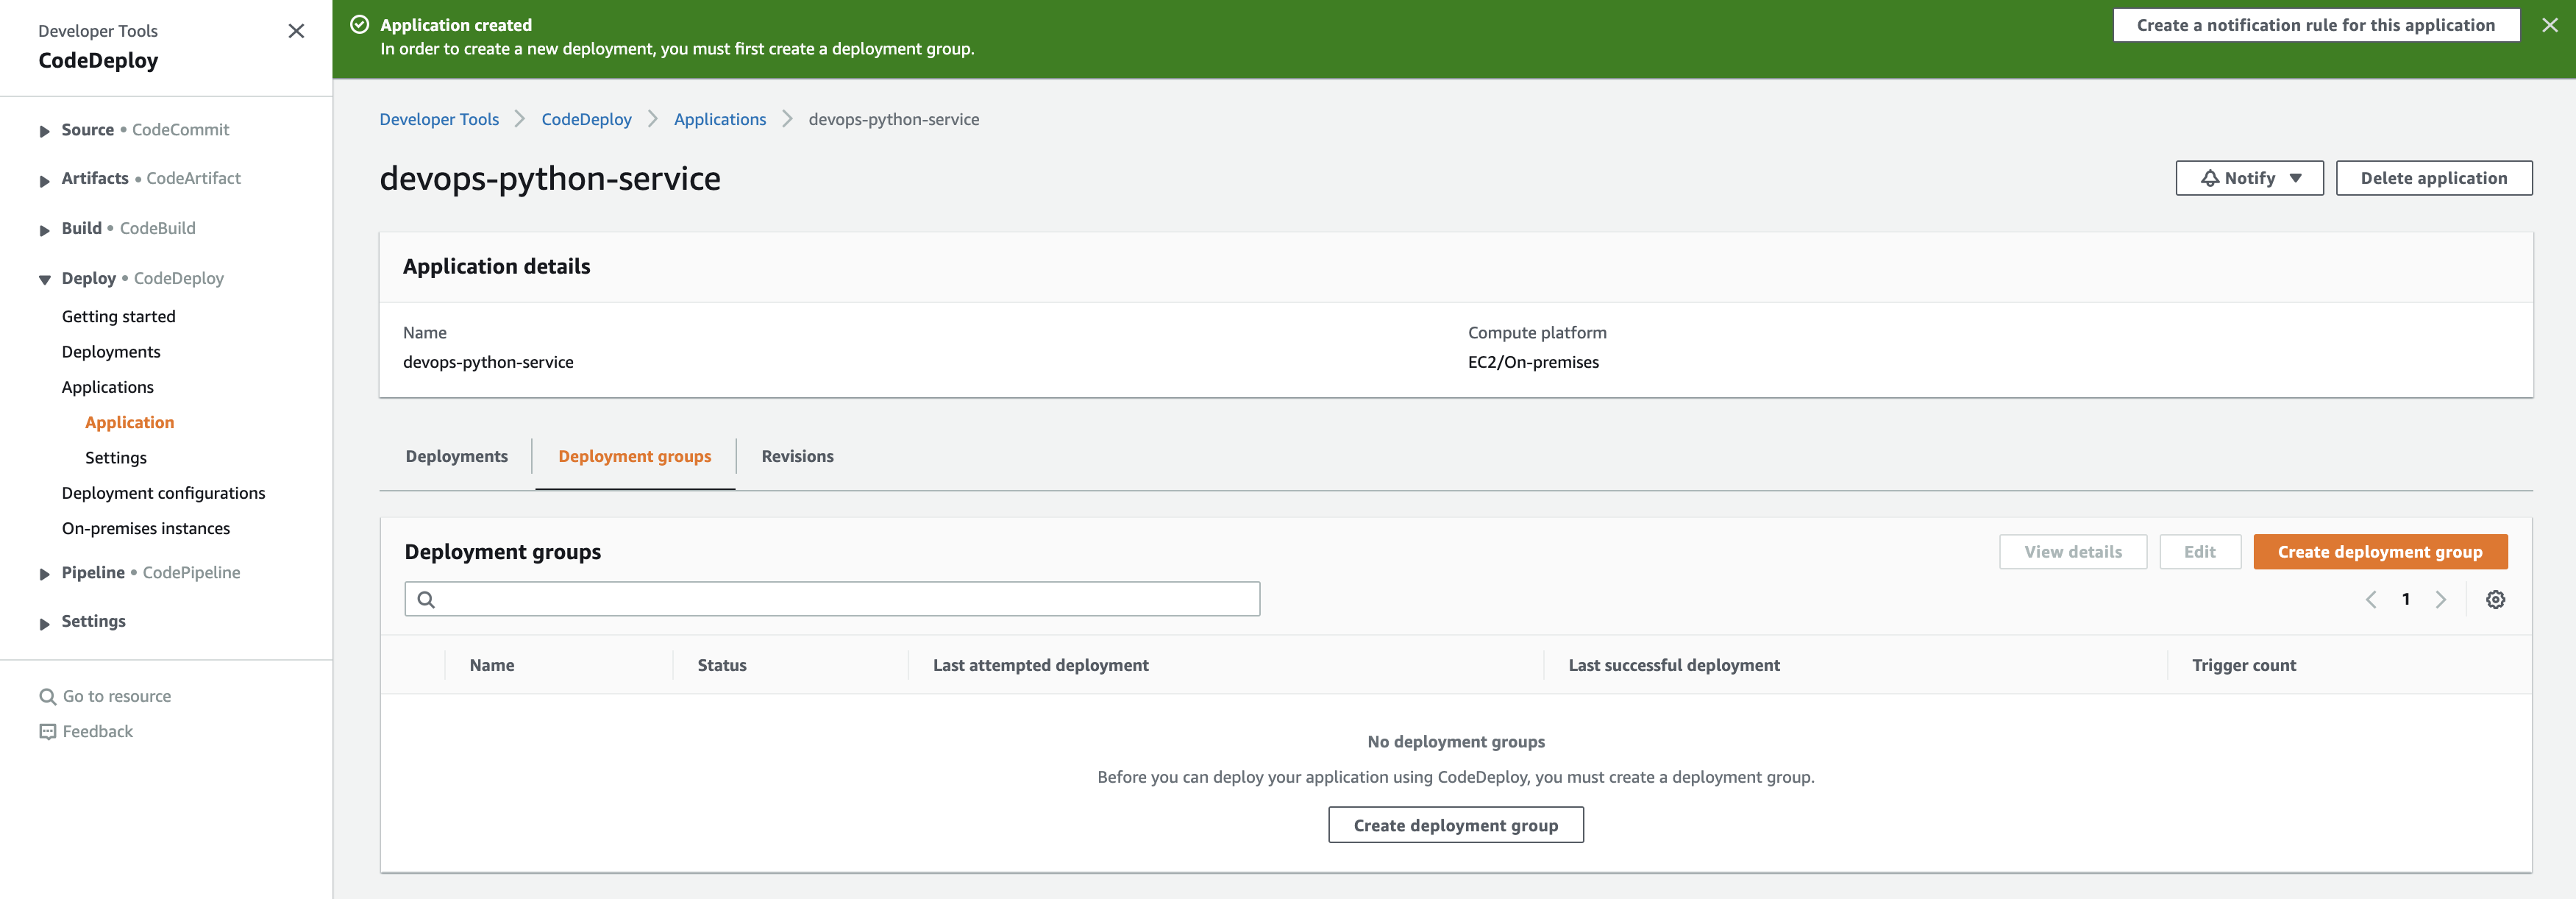 Developer Tools
CodeDeploy
Source • CodeCommit
Artifacts • CodeArtifact
Build • CodeBuild
Deploy • CodeDeploy
Getting started
Deployments
Applications
Application
Settings
Deployment configurations
On-premises instances
Pipeline • CodePipeline
Settings
Go to resource
Feedback
Application created
In order to create a new deployment, you must first create a deployment group.
Create a notification rule for this application
Developer Tools
CodeDeploy
Applications
devops-python-service
devops-python-service
Notify
Delete application
Application details
Name
devops-python-service
Compute platform
EC2/On-premises
Deployments
Deployment groups
Revisions
Deployment groups
View details
Edit
Create deployment group
1
Name
Status
Last attempted deployment
Last successful deployment
Trigger count
No deployment groups
Before you can deploy your application using CodeDeploy, you must create a deployment group.
Create deployment group